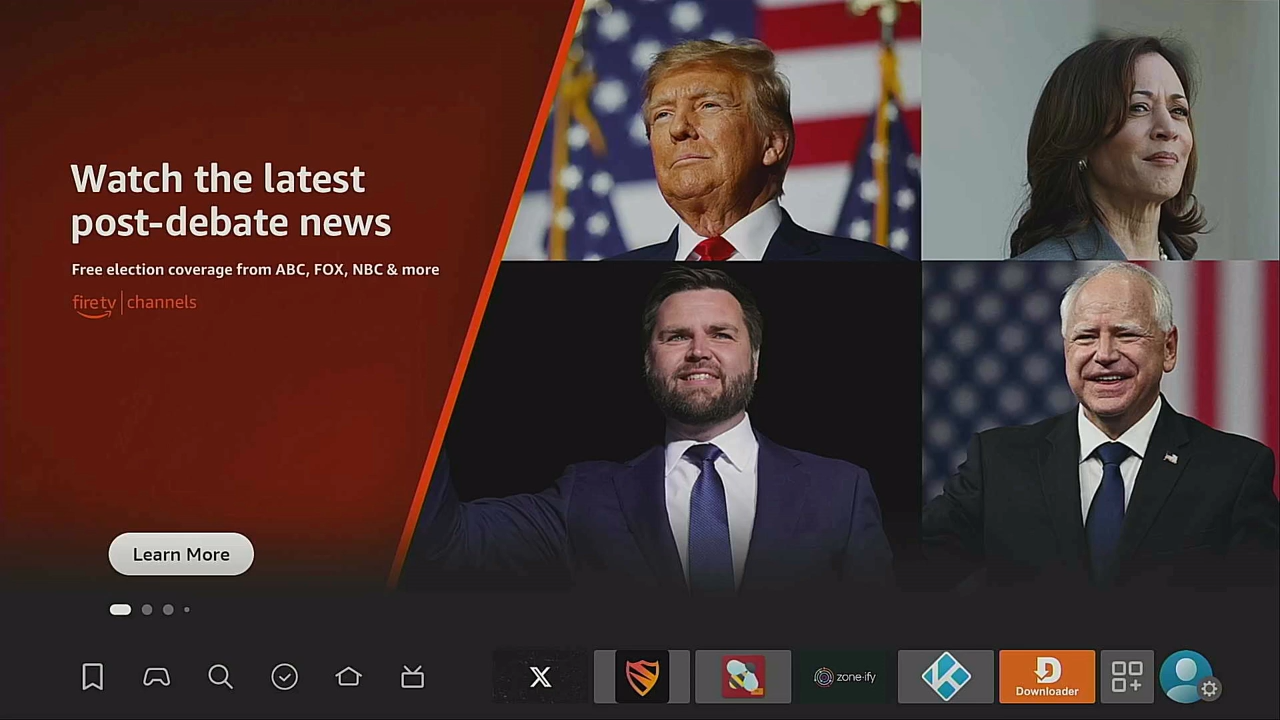 Watch the latest
post-debate news
Free election coverage from ABC, FOX, NBC & more
fire tv | channels
Learn More
X
zone-ify
Downloader